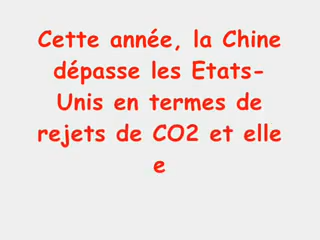 Cette année, la Chine
dépasse les Etats-
Unis en termes de
rejets de CO2 et elle
e